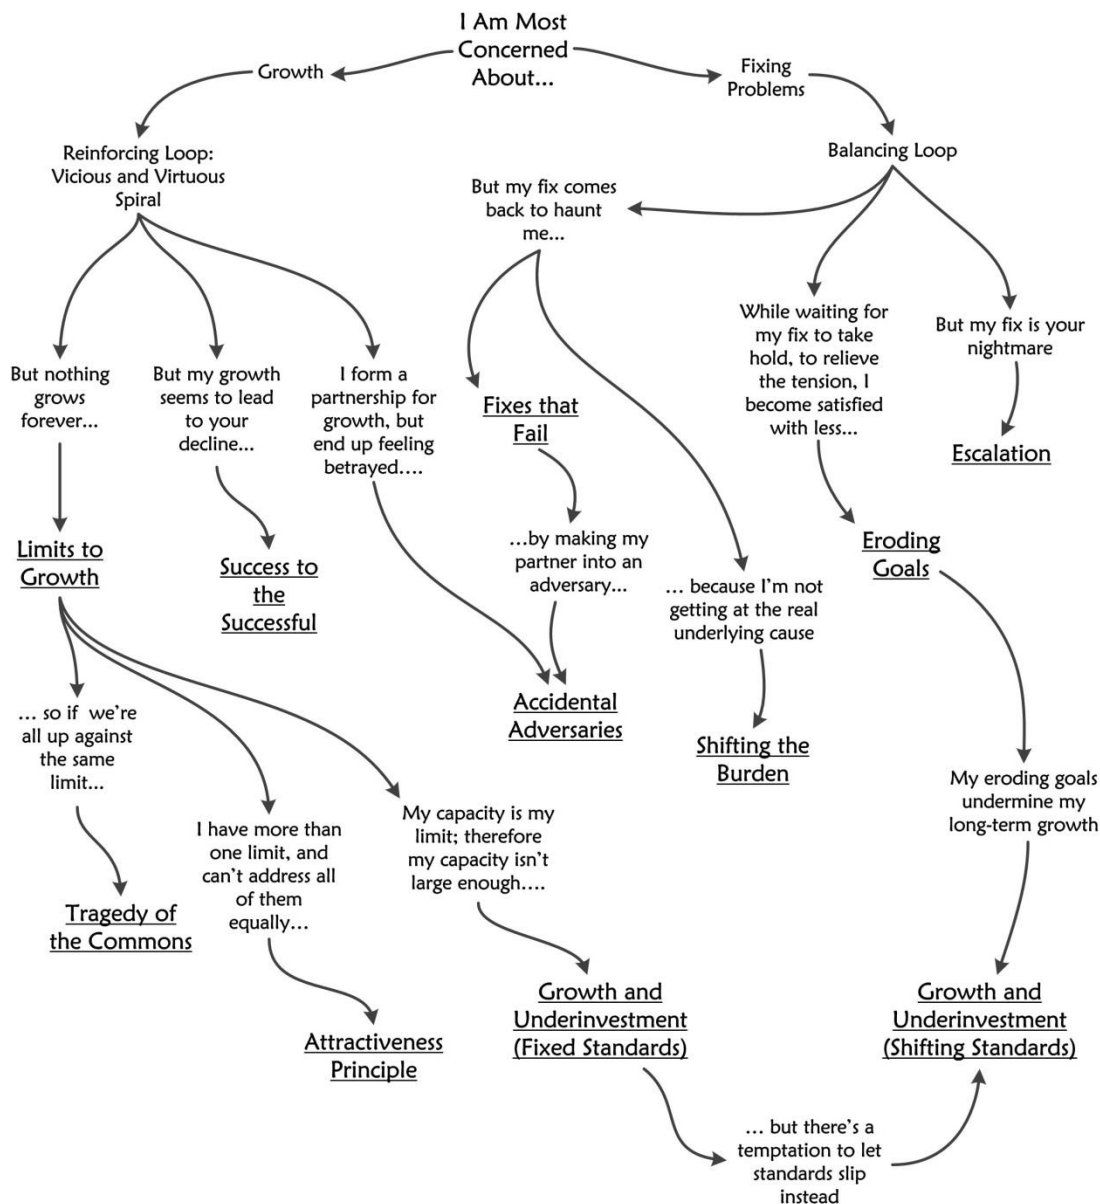 I Am Most
Concerned
About...
Growth
Fixing
Problems
Reinforcing Loop:
Vicious and Virtuous
Spiral
Balancing Loop
But my fix comes
back to haunt
me...
But nothing
grows
forever...
But my growth
seems to lead
to your
decline...
I form a
partnership for
growth, but
end up feeling
betrayed....
Fixes that
Fail
While waiting for
my fix to take
hold, to relieve
the tension, I
become satisfied
with less...
But my fix is your
nightmare
Escalation
Limits to
Growth
Success to
the
Successful
...by making my
partner into an
adversary...
... because I'm not
getting at the real
underlying cause
Eroding
Goals
Accidental
Adversaries
Shifting the
Burden
... so if we're
all up against
the same
limit...
I have more than
one limit, and
can't address all
of them
equally...
My capacity is my
limit; therefore
my capacity isn't
large enough....
My eroding goals
undermine my
long-term growth
Tragedy of
the Commons
Attractiveness
Principle
Growth and
Underinvestment
(Fixed Standards)
Growth and
Underinvestment
(Shifting Standards)
... but there's a
temptation to let
standards slip
instead